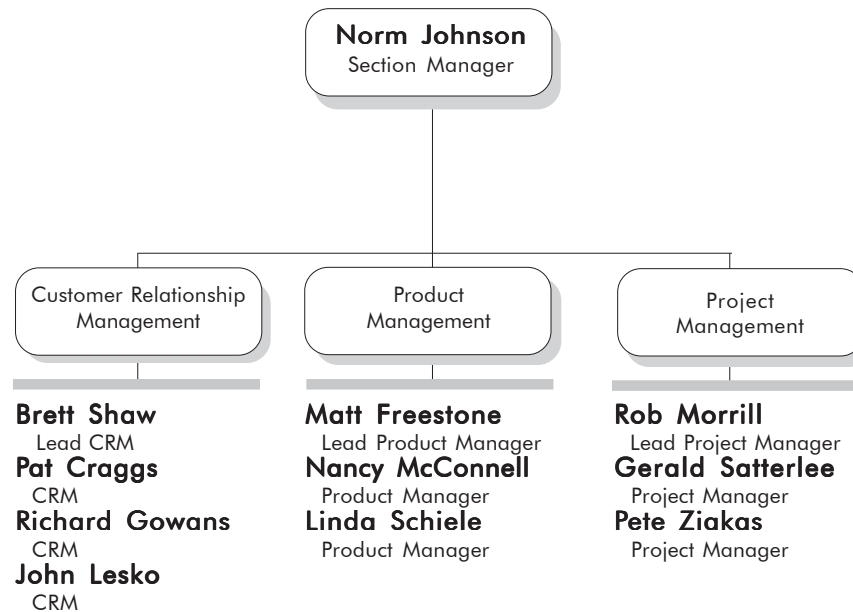 Norm Johnson
Section Manager
Customer Relationship
Management
Product
Management
Project
Management
Brett Shaw
Lead CRM
Pat Craggs
CRM
Richard Gowans
CRM
John Lesko
CRM
Matt Freestone
Lead Product Manager
Nancy McConnell
Product Manager
Linda Schiele
Product Manager
Rob Morrill
Lead Project Manager
Gerald Satterlee
Project Manager
Pete Ziakas
Project Manager